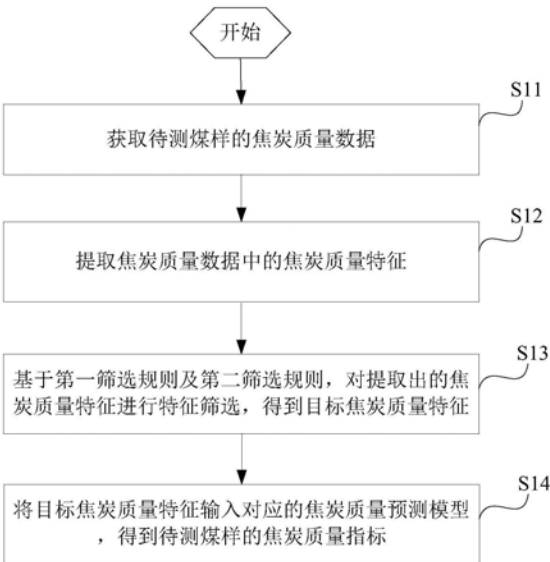 开始
S11
获取待测煤样的焦炭质量数据
S12
提取焦炭质量数据中的焦炭质量特征
S13
基于第一筛选规则及第二筛选规则，对提取出的焦
炭质量特征进行特征筛选，得到目标焦炭质量特征
S14
将目标焦炭质量特征输入对应的焦炭质量预测模型
，得到待测煤样的焦炭质量指标